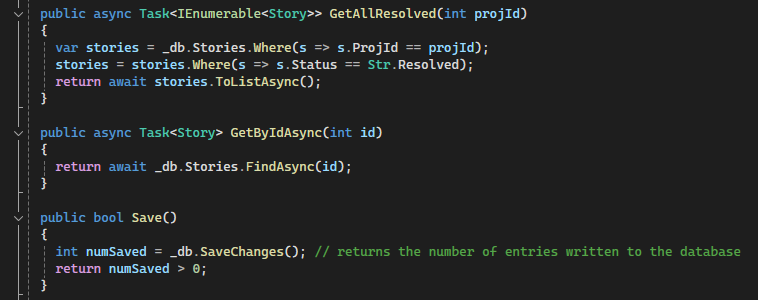 public async Task<IEnumerable<Story>> GetAllResolved(int projId)
{
var stories = _db.Stories.Where(s => s.ProjId == projId);
stories = stories.Where(s => s.Status == Str.Resolved);
return await stories.ToListAsync();
}
public async Task<Story> GetByIdAsync(int id)
{
return await _db.Stories.FindAsync(id);
}
public bool Save()
{
int numSaved = _db.SaveChanges(); // returns the number of entries written to the database
return numSaved > 0;
}